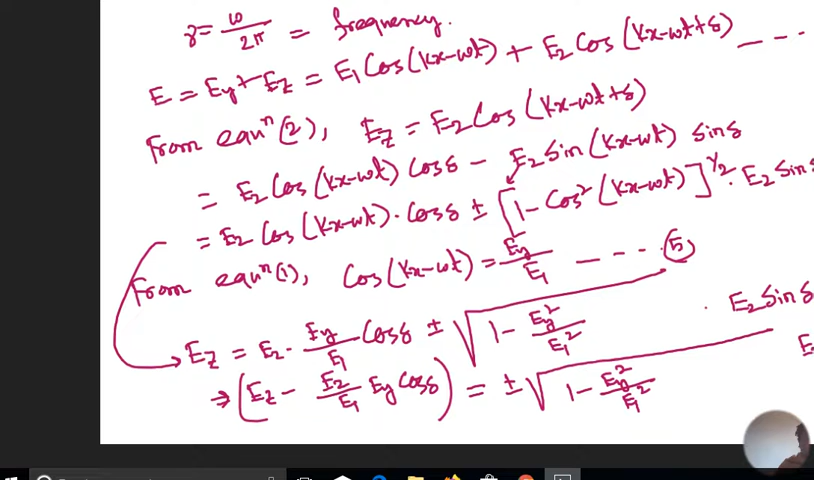 γ = ω/2π = frequency.
E = Ey + Ez = E₁ Cos(kx-ωt) + E₂ Cos(kx-ωt+δ) — - - -
From equⁿ(2), Ez = E₂ Cos(kx-ωt+δ)
= E₂ Cos(kx-ωt) Cosδ - E₂ Sin(kx-ωt) Sinδ
= E₂ Cos(kx-ωt). Cosδ ± [1 - Cos²(kx-ωt)]^½ . E₂ Sinδ
From equⁿ(1), Cos(kx-ωt) = Ey/E₁ — - - - (5)
Ez = E₂ . Ey/E₁ Cosδ ± √(1 - Ey²/E₁²) . E₂ Sinδ
⇒ (Ez - E₂/E₁ Ey Cosδ) = ± √(1 - Ey²/E₁²)